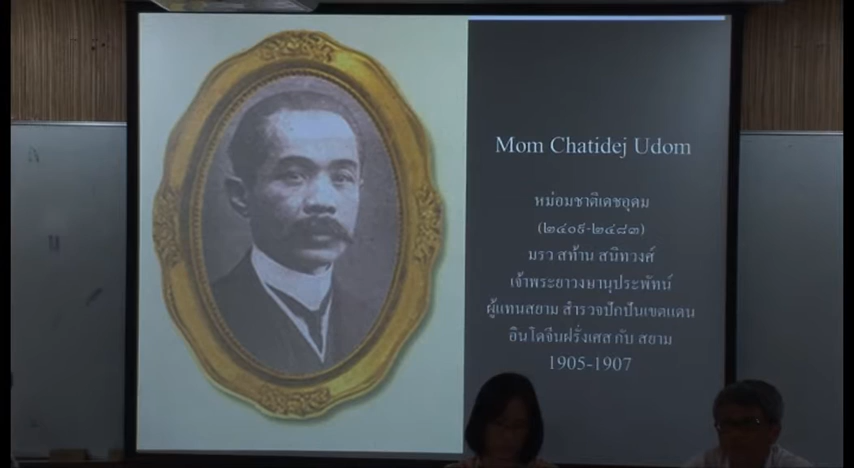 Mom Chatidej Udom
หม่อมชาติเดชอุดม
(๒๔๐๙-๒๔๘๓)
มรว สท้าน สนิทวงศ์
เจ้าพระยาวงษานุประพัทน์
ผู้แทนสยาม สำรวจปักปันเขตแดน
อินโดจีนฝรั่งเศส กับ สยาม
1905-1907